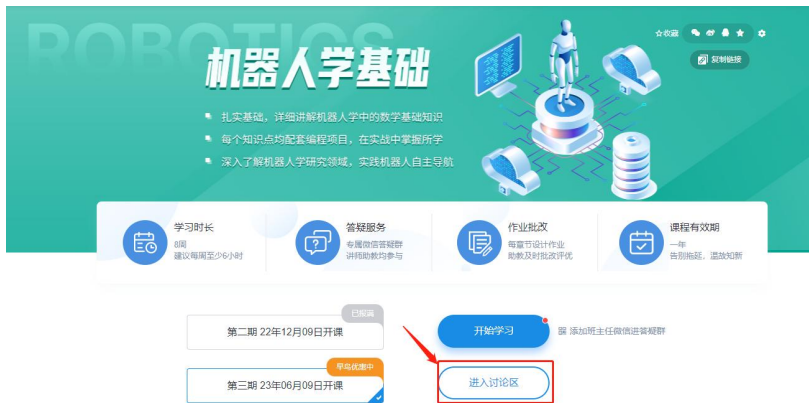 ROBOTICS
机器人学基础
☆收藏
复制链接
扎实基础，详细讲解机器人学中的数学基础知识
每个知识点均配套编程项目，在实战中掌握所学
深入了解机器人学研究领域，实践机器人自主导航
学习时长
8周
建议每周至少6小时
答疑服务
专属微信答疑群
讲师助教均参与
作业批改
每章节设计作业
助教及时批改评优
课程有效期
一年
告别拖延，温故知新
已报满
第二期 22年12月09日开课
开始学习
添加班主任微信进答疑群
早鸟优惠中
第三期 23年06月09日开课
进入讨论区